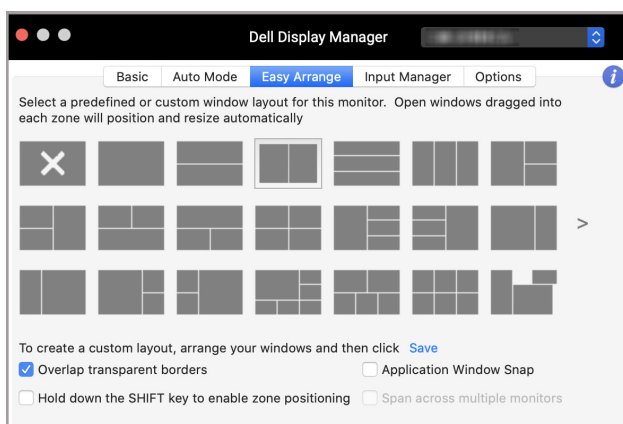 Dell Display Manager
Basic Auto Mode Easy Arrange Input Manager Options
Select a predefined or custom window layout for this monitor. Open windows dragged into
each zone will position and resize automatically
>
To create a custom layout, arrange your windows and then click Save
Overlap transparent borders Application Window Snap
Hold down the SHIFT key to enable zone positioning Span across multiple monitors